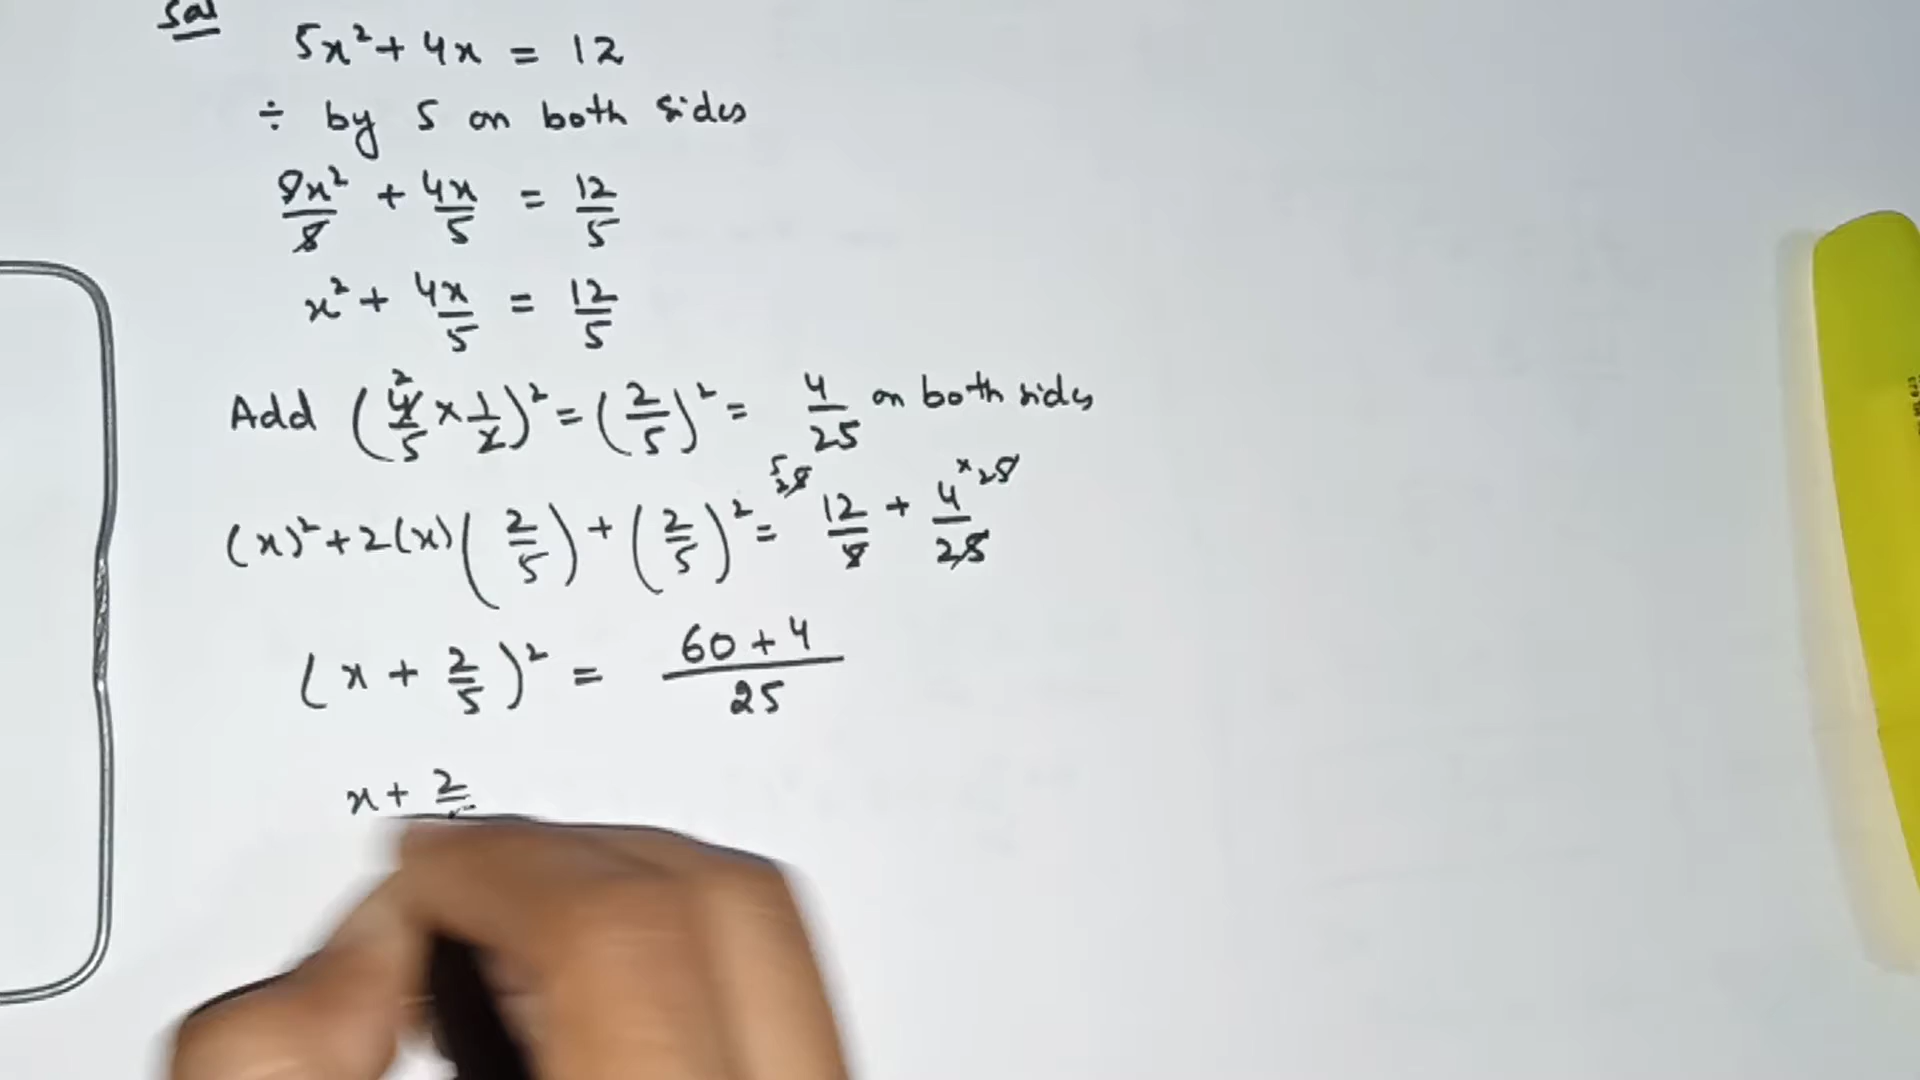 Sol
5x² + 4x = 12
÷ by 5 on both sides
5x²/5 + 4x/5 = 12/5
x² + 4x/5 = 12/5
Add (4/5 × 1/2)² = (2/5)² = 4/25 on both sides
(x)² + 2(x)(2/5) + (2/5)² = 12/5 + 4/25
(x + 2/5)² = 60 + 4/25
x + 2